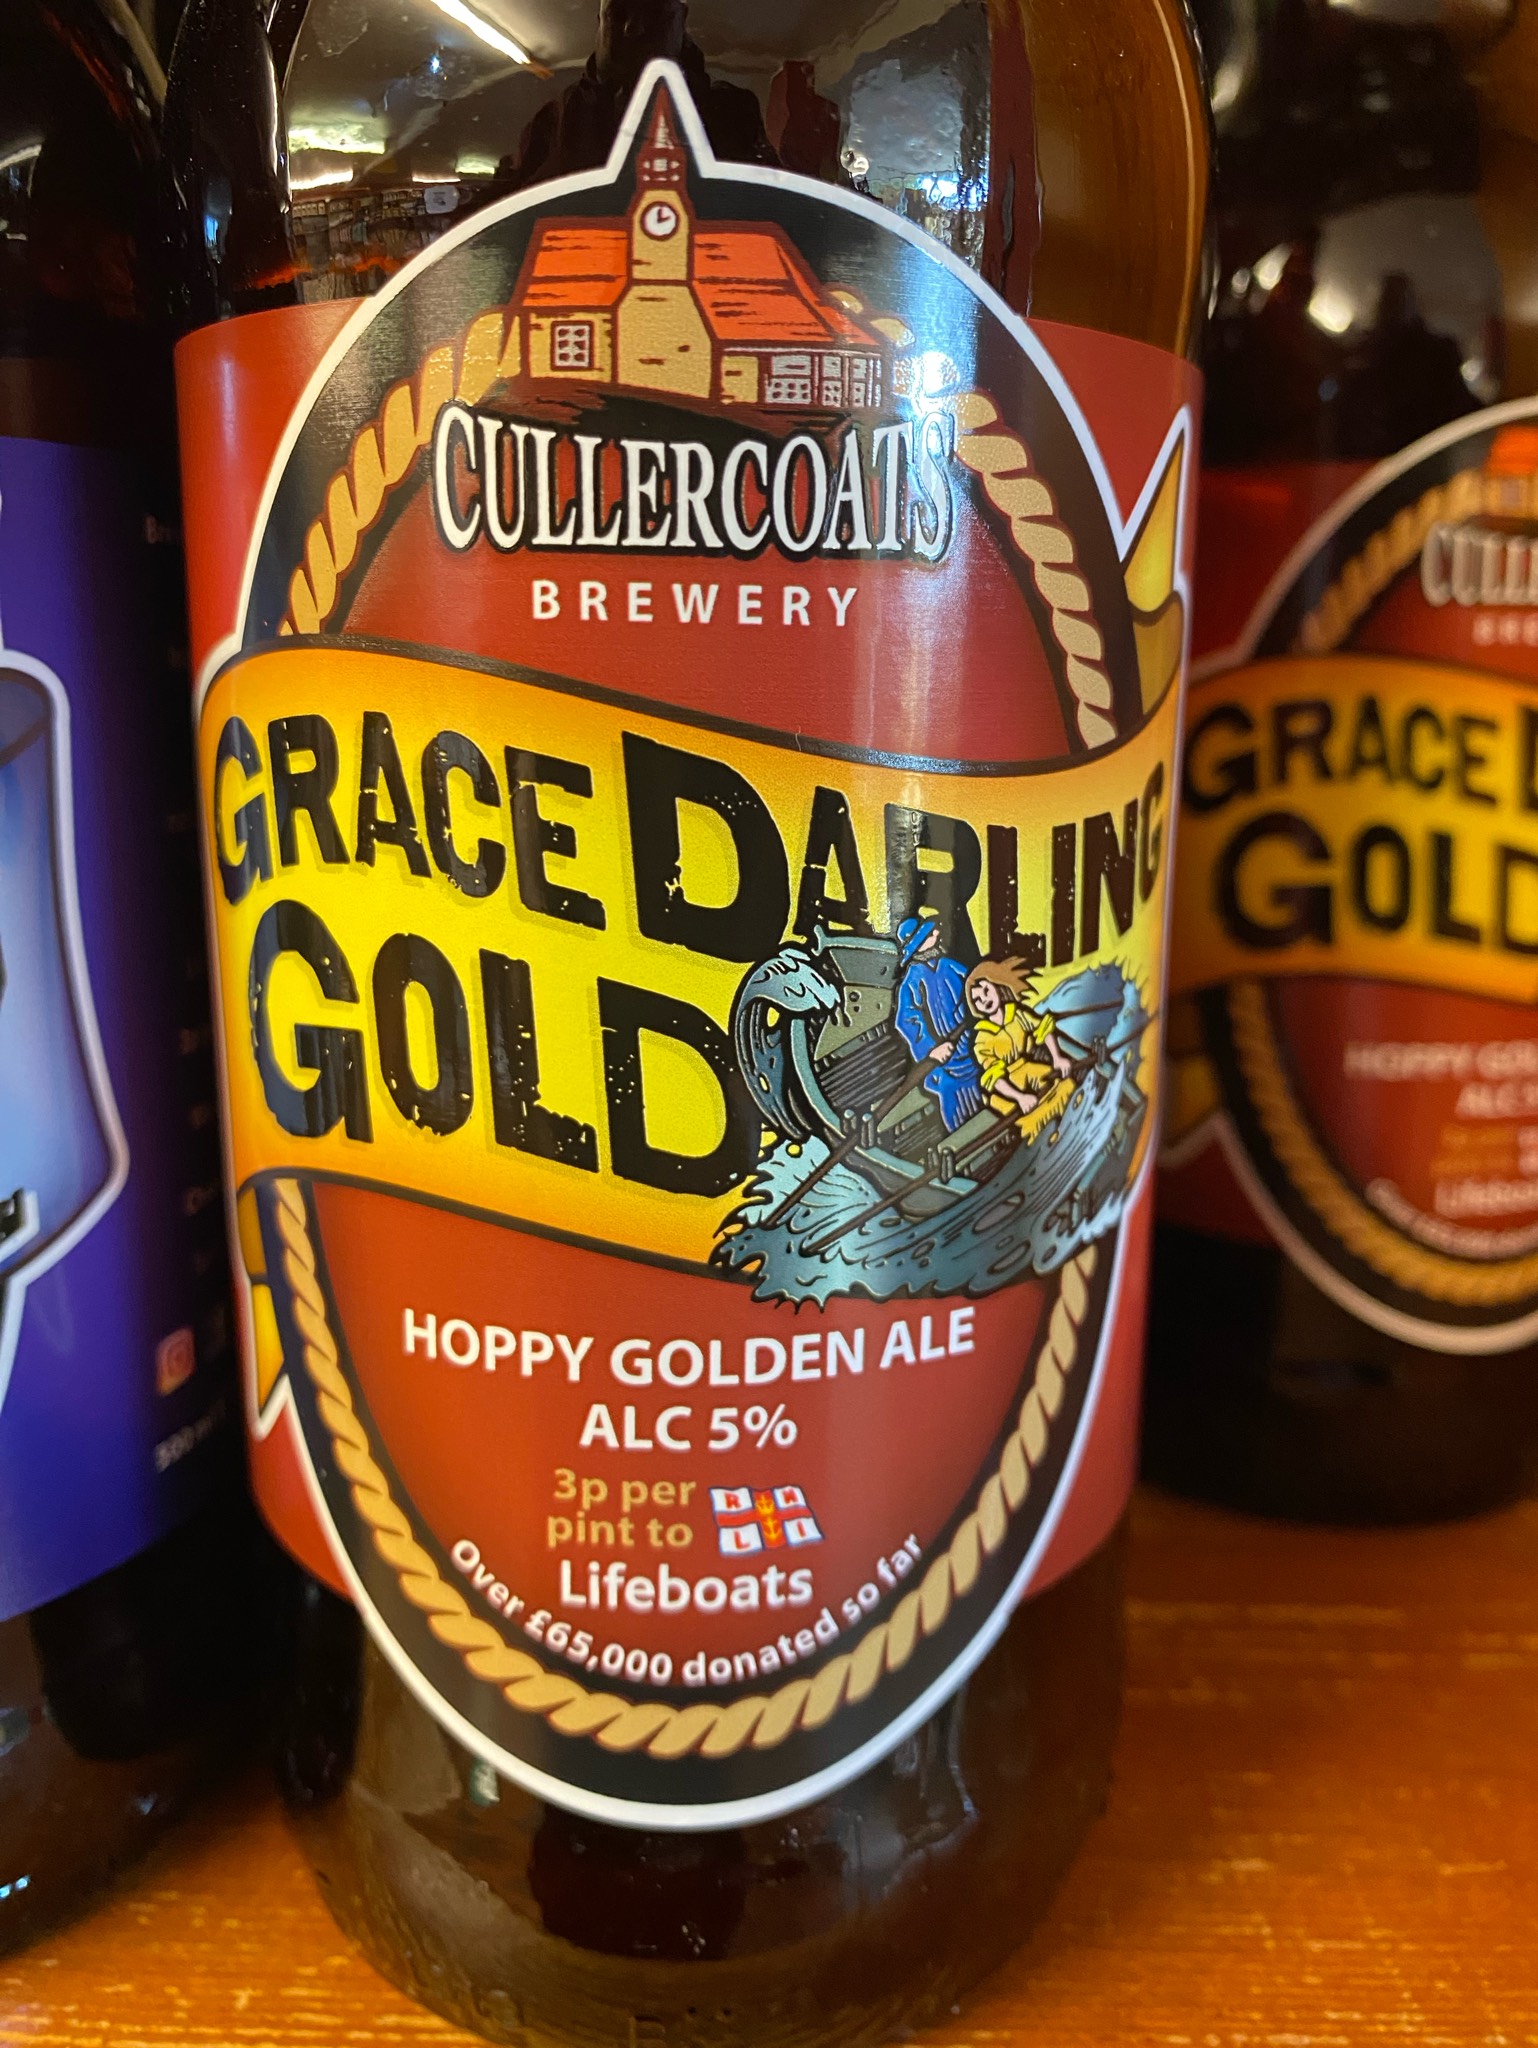 CULLERCOATS
BREWERY
GRACE DARLING
GOLD
HOPPY GOLDEN ALE
ALC 5%
3p per
pint to
R N
L I
Lifeboats
Over £65,000 donated so far
GRACE
GOLD